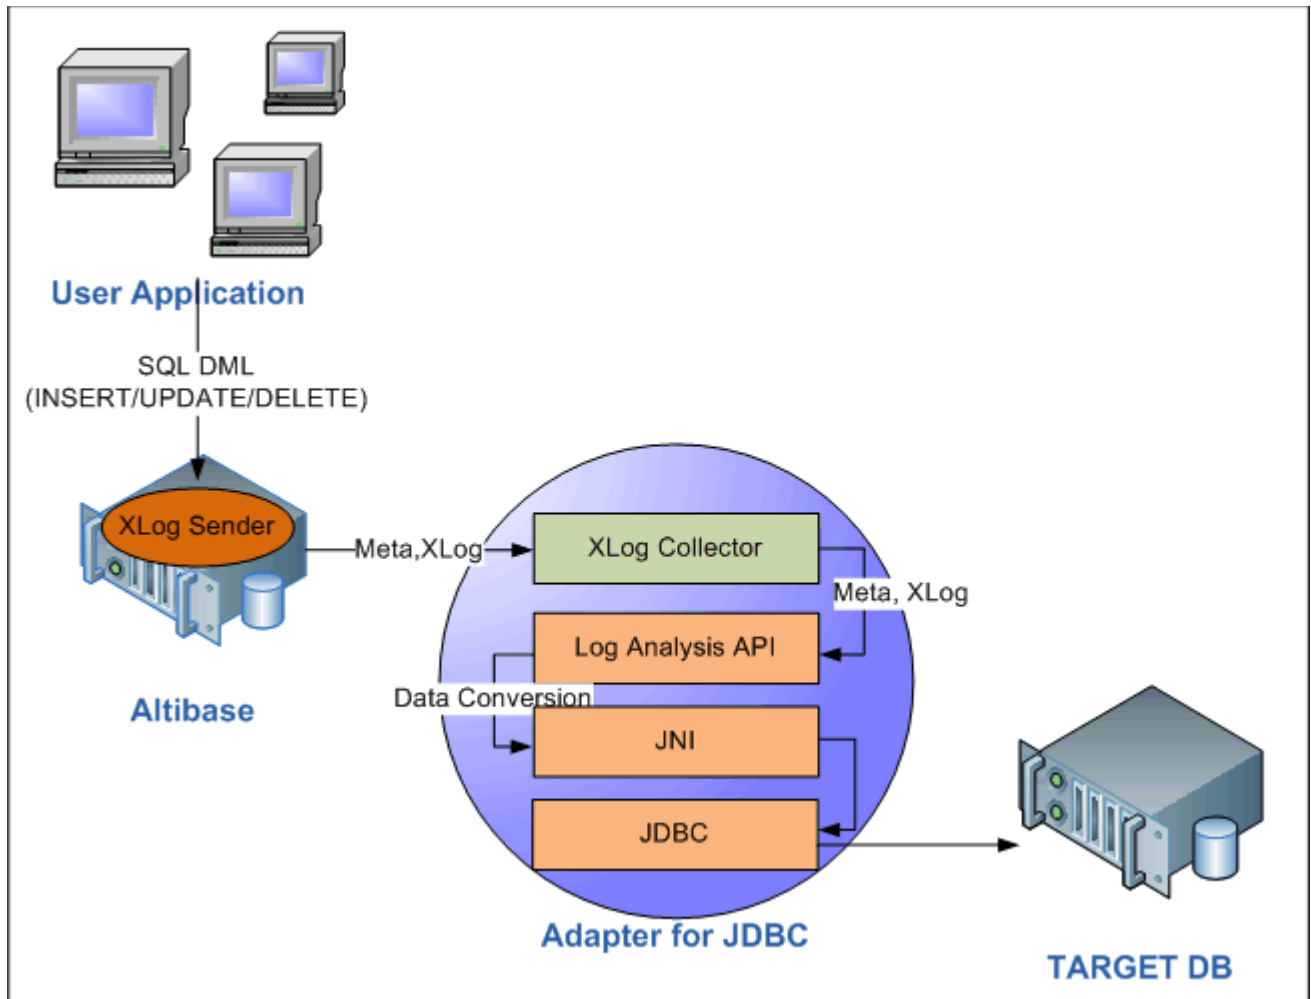 User Application
SQL DML
(INSERT/UPDATE/DELETE)
XLog Sender
Altibase
Meta,XLog
XLog Collector
Meta, XLog
Log Analysis API
Data Conversion
JNI
JDBC
Adapter for JDBC
TARGET DB